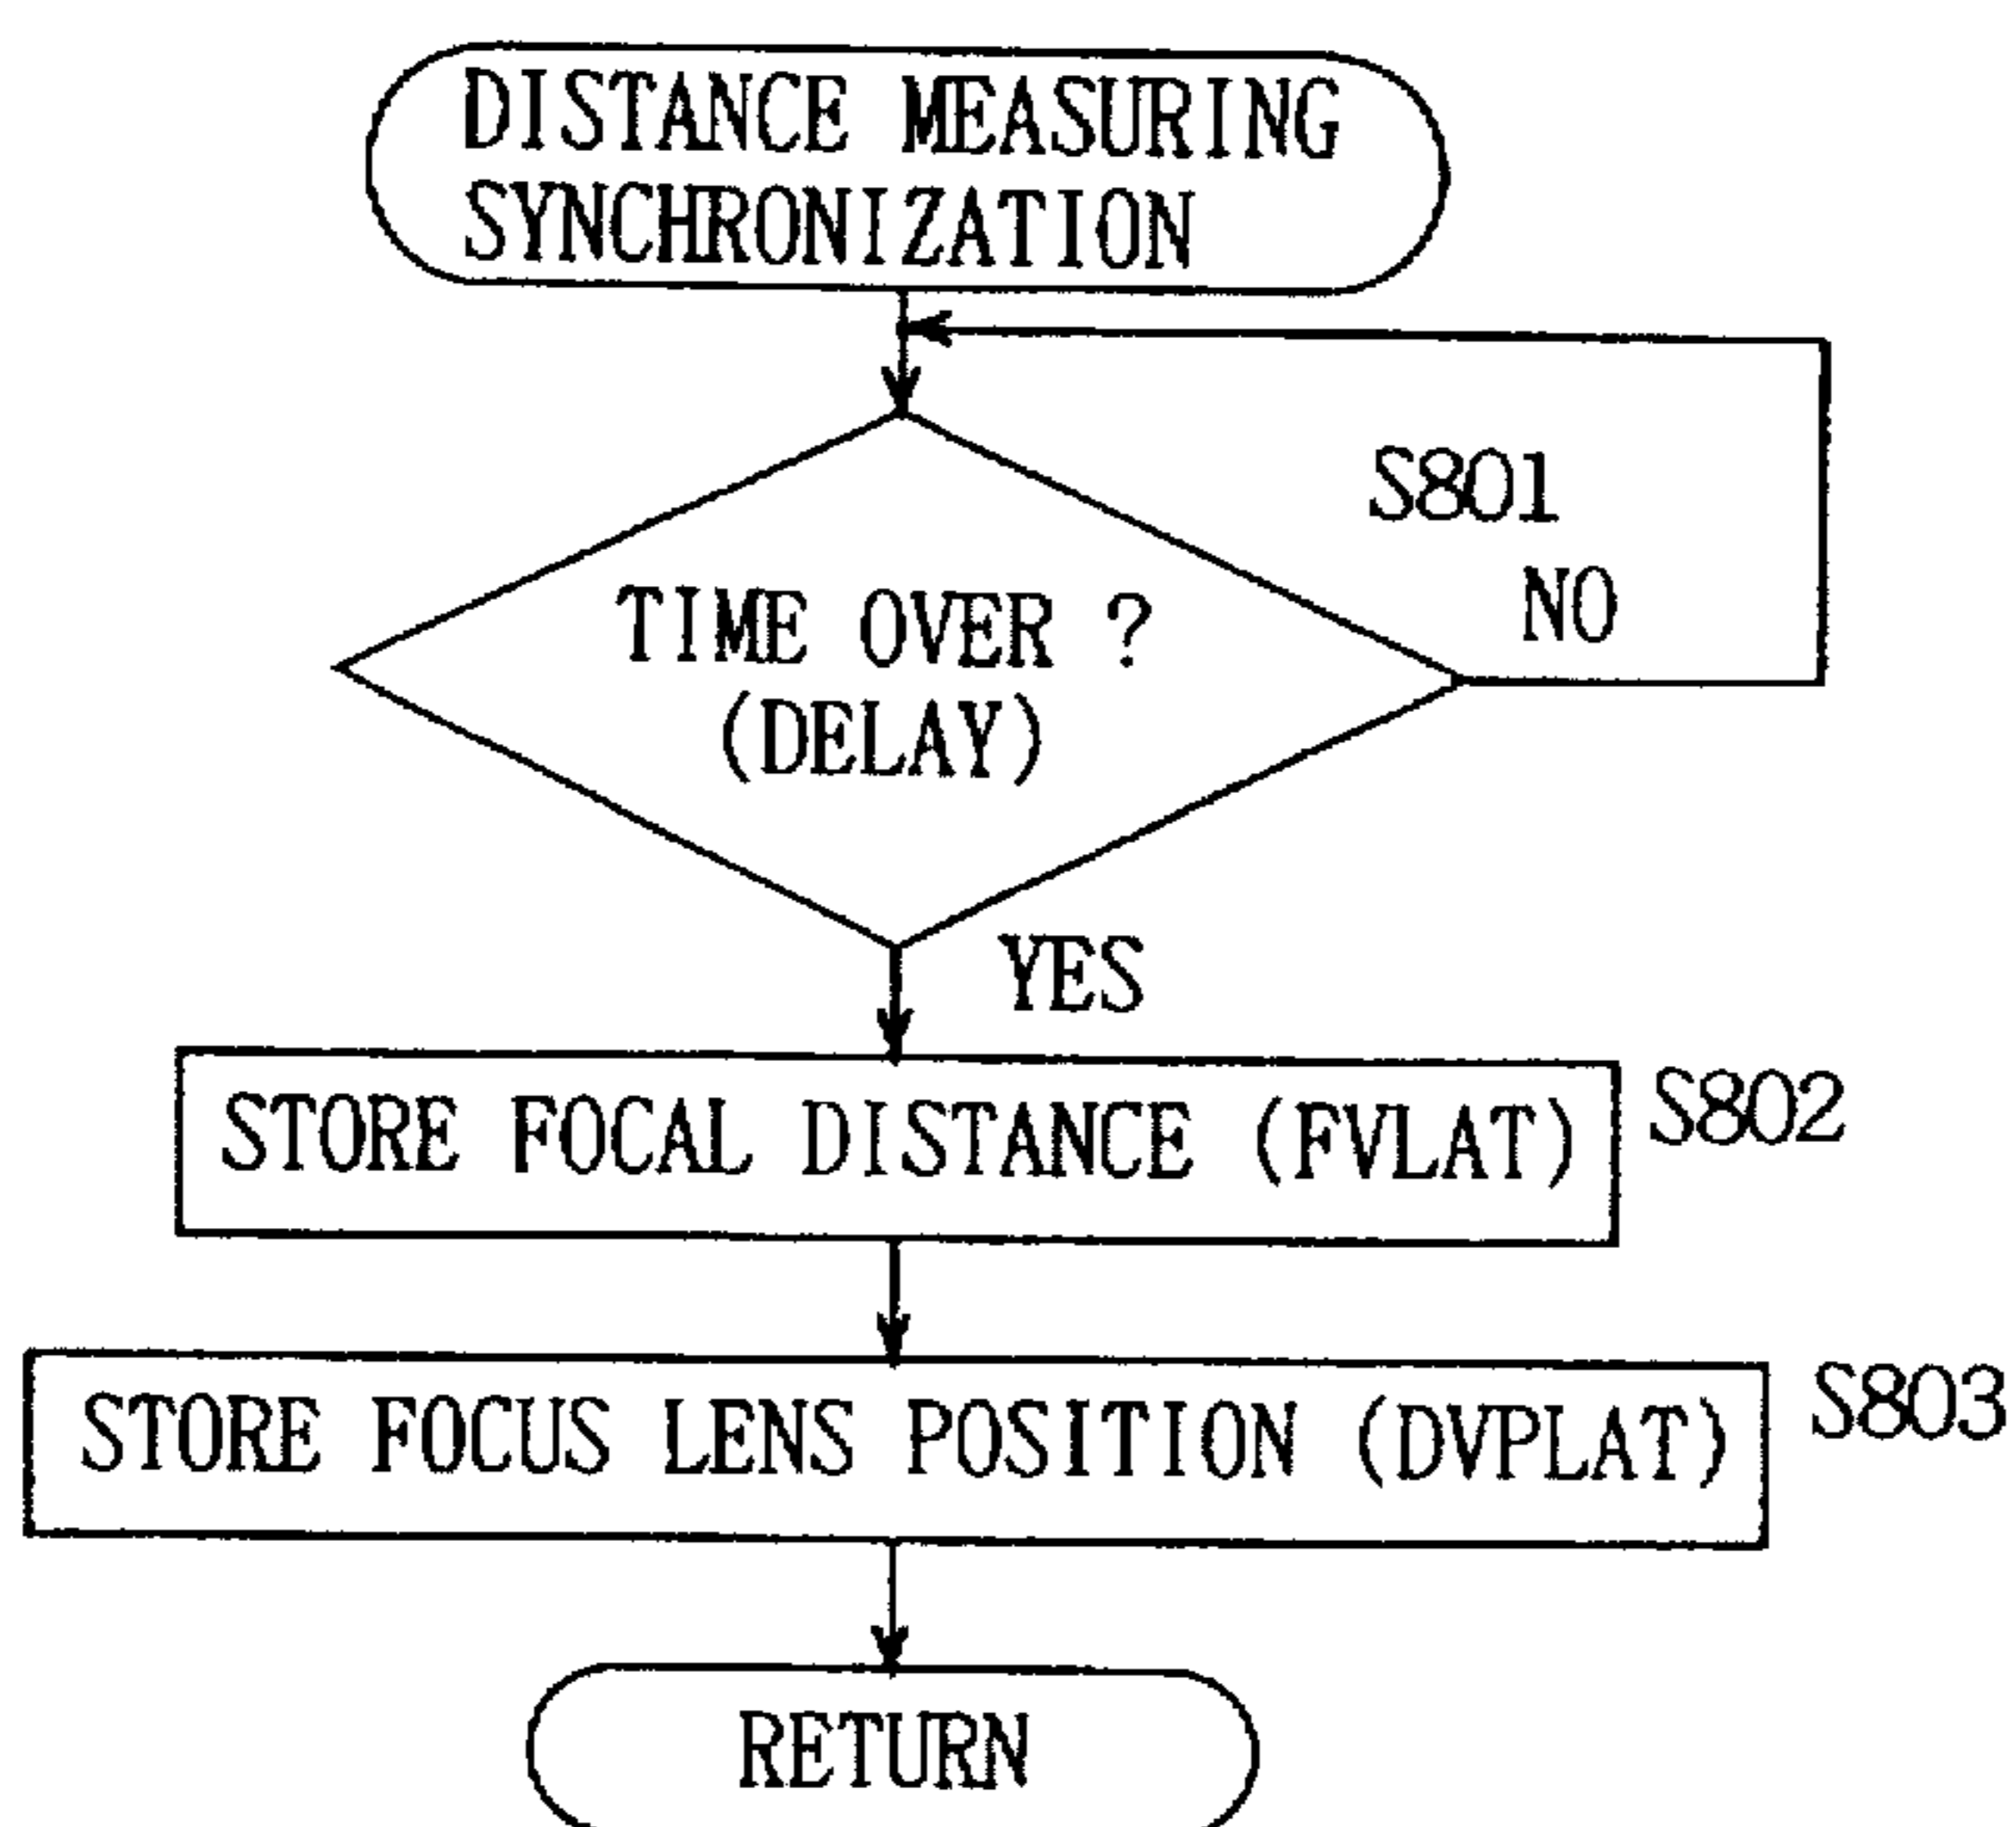 DISTANCE MEASURING
SYNCHRONIZATION
S801
NO
TIME OVER ?
(DELAY)
YES
STORE FOCAL DISTANCE (FVLAT)
S802
STORE FOCUS LENS POSITION (DVPLAT)
S803
RETURN